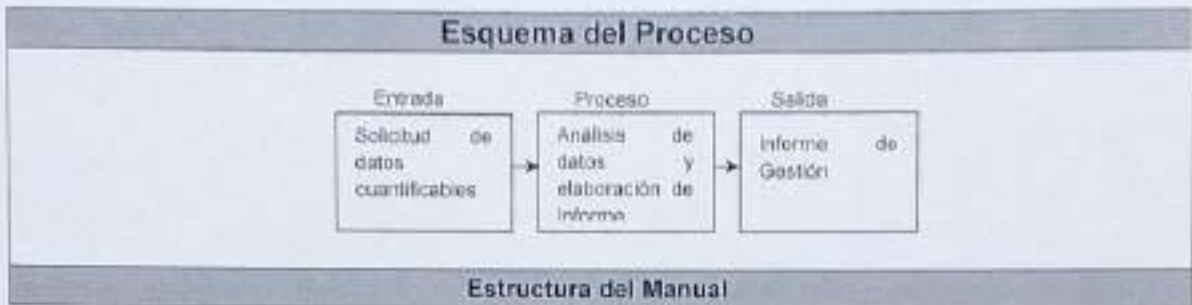 Esquema del Proceso
Entrada
Solicitud de
datos
cuantificables
Proceso
Análisis de
datos y
elaboración de
Informe
Salida
Informe de
Gestión
Estructura del Manual